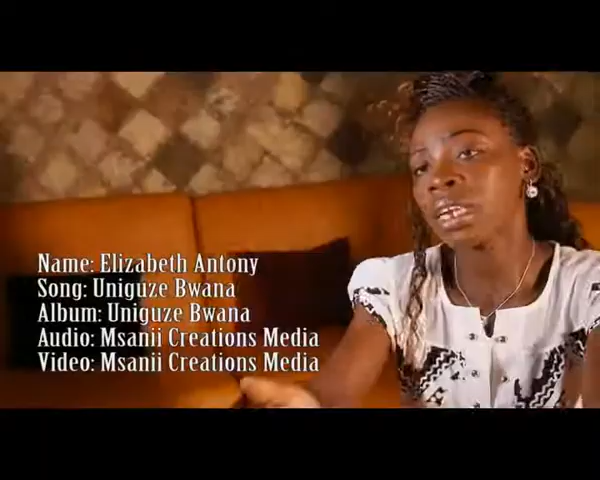 Name: Elizabeth Antony
Song: Uniguze Bwana
Album: Uniguze Bwana
Audio: Msanii Creations Media
Video: Msanii Creations Media